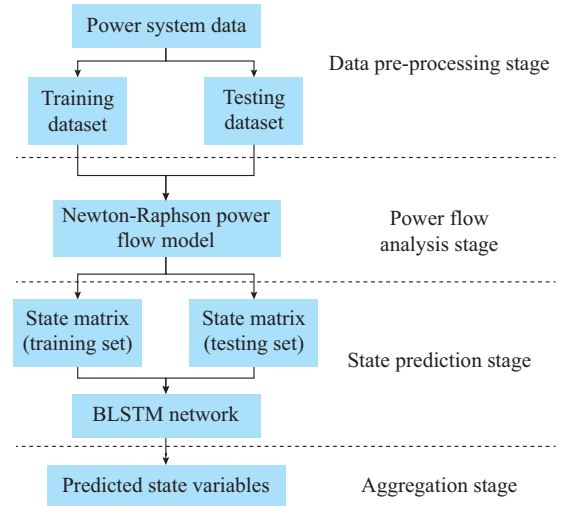 Power system data
Data pre-processing stage
Training
dataset
Testing
dataset
Newton-Raphson power
flow model
Power flow
analysis stage
State matrix
(training set)
State matrix
(testing set)
State prediction stage
BLSTM network
Predicted state variables
Aggregation stage